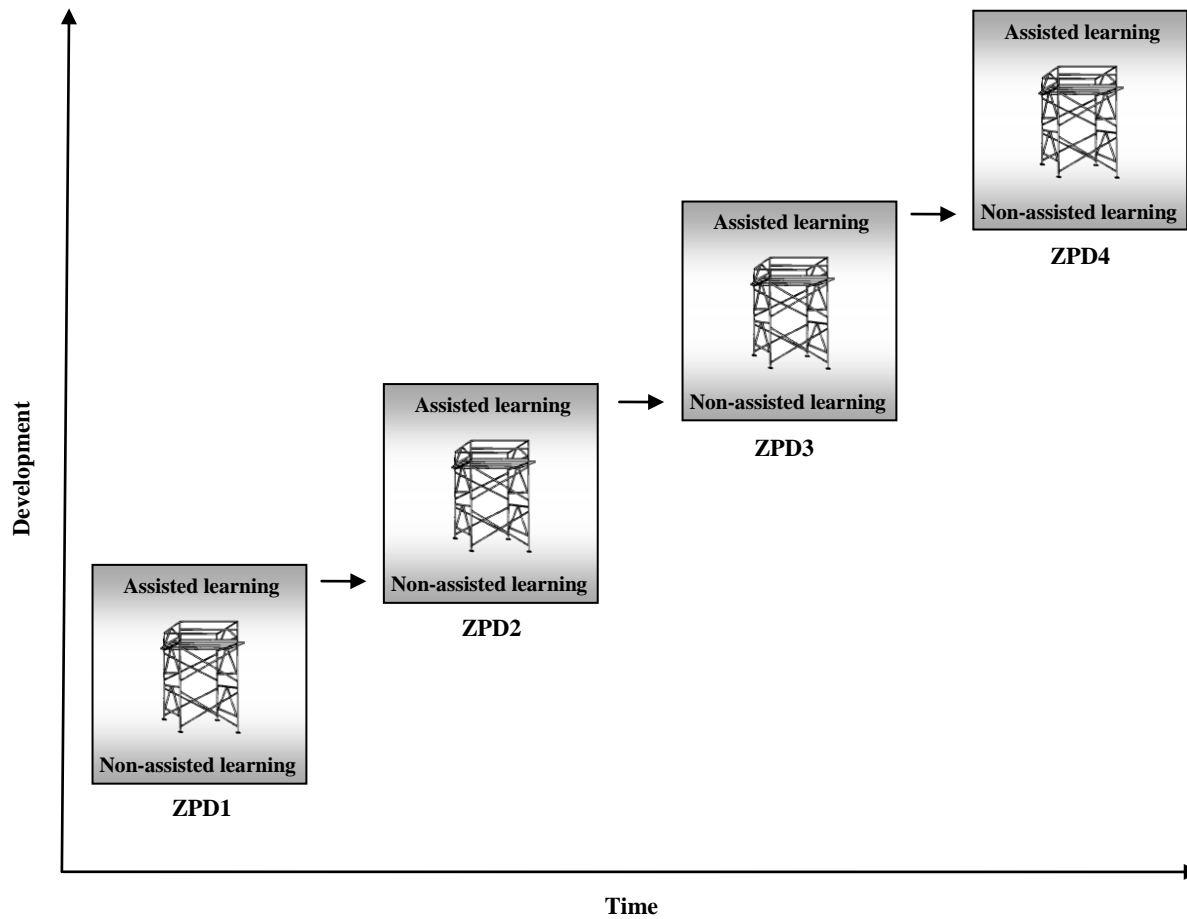 Assisted learning
Non-assisted learning
ZPD4
Assisted learning
Non-assisted learning
ZPD3
Assisted learning
Non-assisted learning
ZPD2
Assisted learning
Non-assisted learning
ZPD1
Development
Time